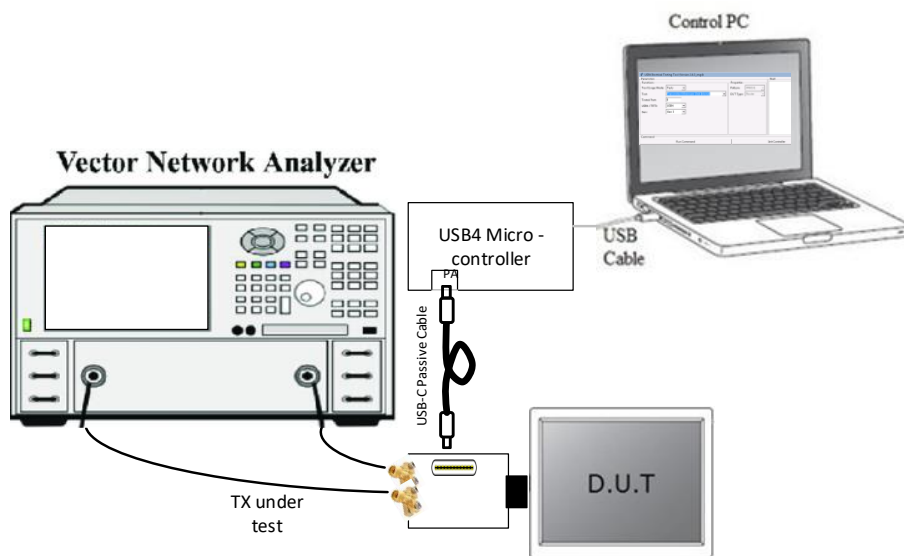 Control PC
Vector Network Analyzer
USB4 Micro -
controller
PA
USB
Cable
USB-C Passive Cable
TX under
test
D.U.T